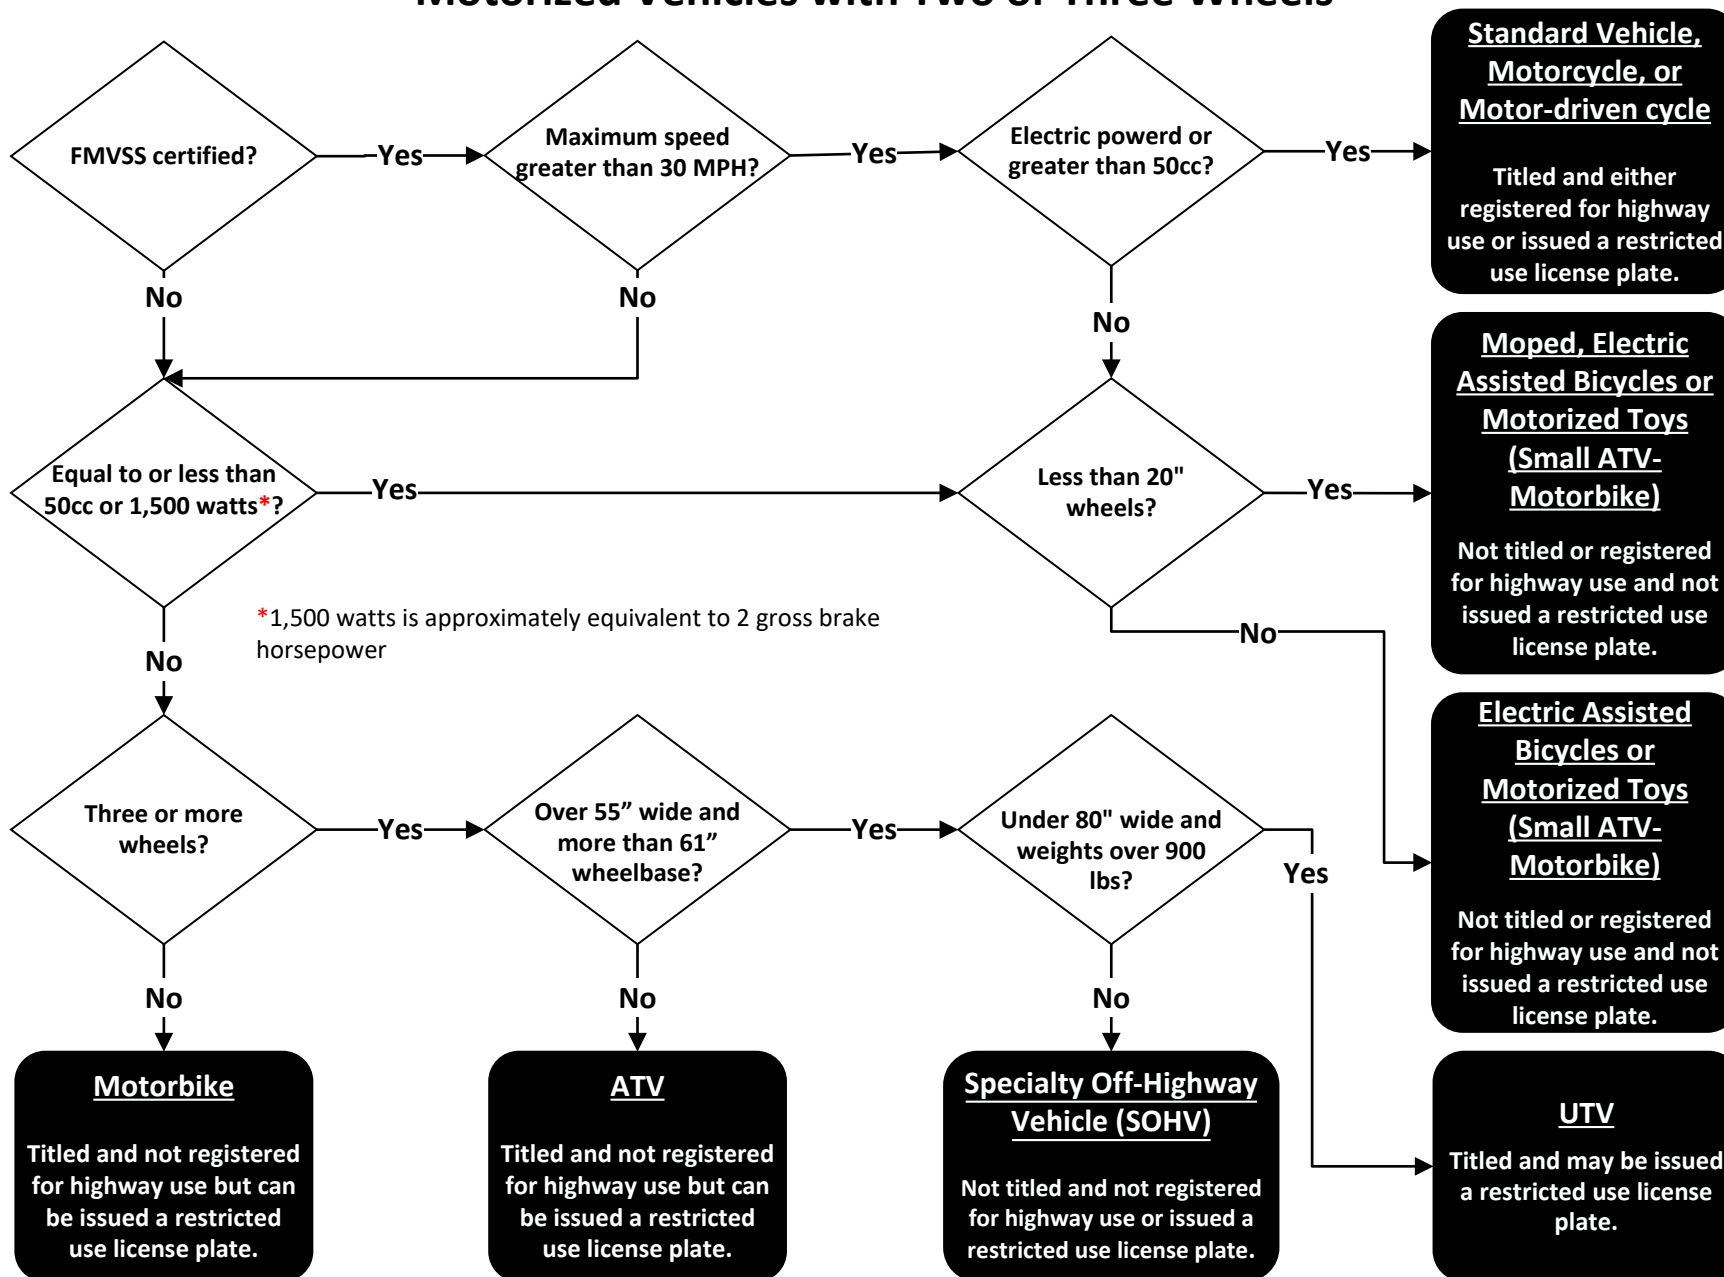 Motorized Vehicles with Two or Three Wheels
FMVSS certified?
Yes
Maximum speed
greater than 30 MPH?
Yes
Electric powerd or
greater than 50cc?
Yes
Standard Vehicle,
Motorcycle, or
Motor-driven cycle
Titled and either
registered for highway
use or issued a restricted
use license plate.
No
No
No
Equal to or less than
50cc or 1,500 watts*?
Yes
Less than 20"
wheels?
Yes
Moped, Electric
Assisted Bicycles or
Motorized Toys
(Small ATV-
Motorbike)
Not titled or registered
for highway use and not
issued a restricted use
license plate.
*1,500 watts is approximately equivalent to 2 gross brake
horsepower
No
No
Electric Assisted
Bicycles or
Motorized Toys
(Small ATV-
Motorbike)
Not titled or registered
for highway use and not
issued a restricted use
license plate.
Three or more
wheels?
Yes
Over 55” wide and
more than 61”
wheelbase?
Yes
Under 80" wide and
weights over 900
lbs?
Yes
No
No
No
Motorbike
Titled and not registered
for highway use but can
be issued a restricted
use license plate.
ATV
Titled and not registered
for highway use but can
be issued a restricted
use license plate.
Specialty Off-Highway
Vehicle (SOHV)
Not titled and not registered
for highway use or issued a
restricted use license plate.
UTV
Titled and may be issued
a restricted use license
plate.